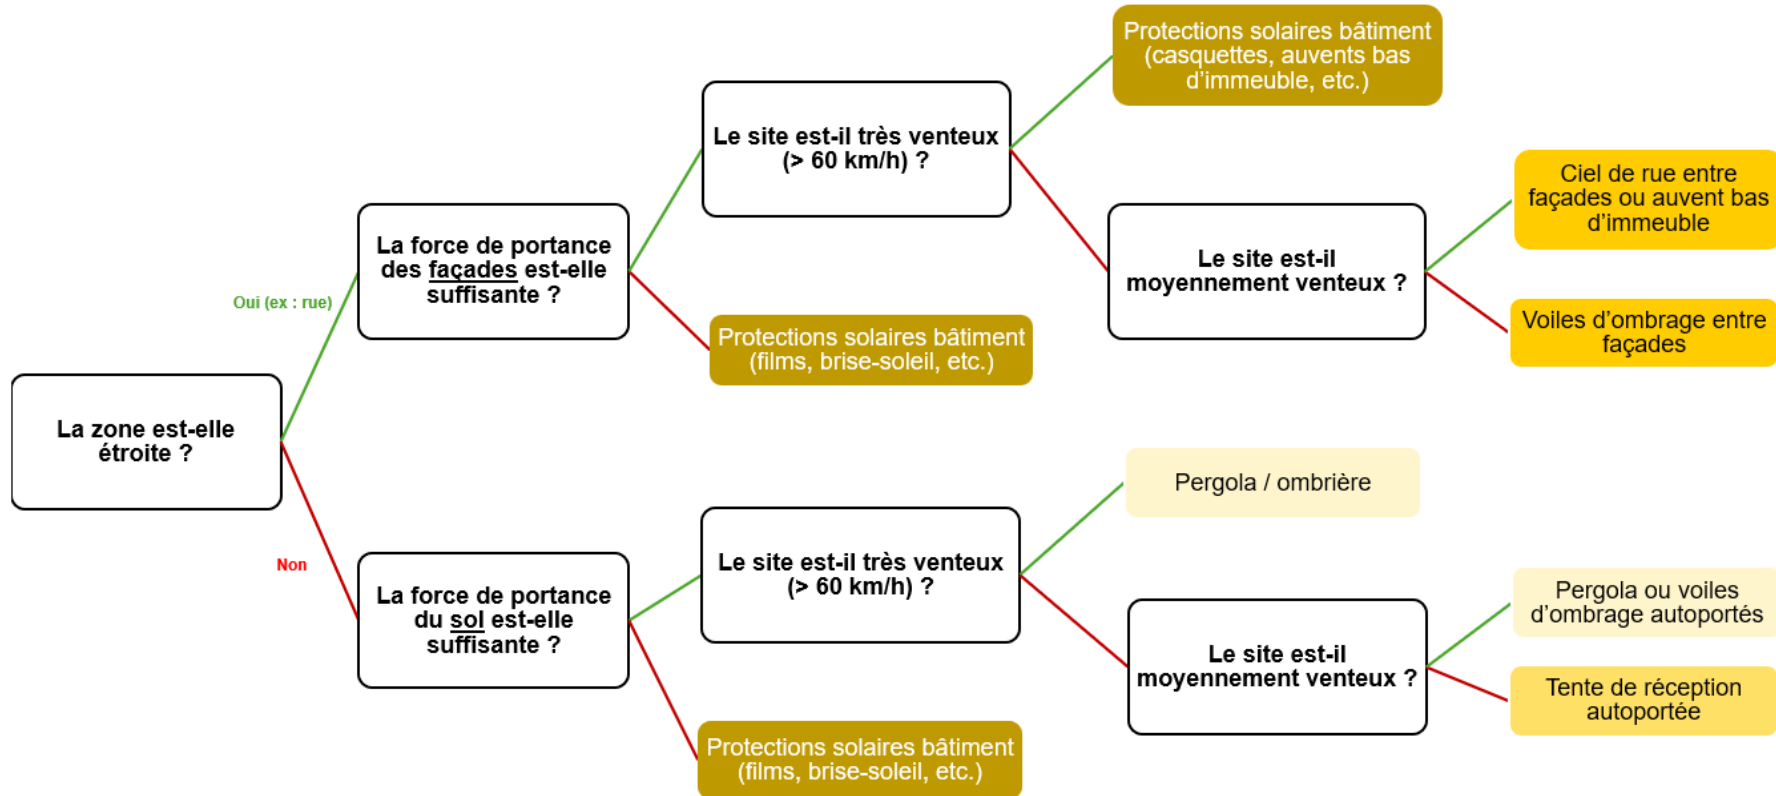 La zone est-elle
étroite ?
Oui (ex : rue)
Non
La force de portance
des façades est-elle
suffisante ?
Le site est-il très venteux
(> 60 km/h) ?
Protections solaires bâtiment
(casquettes, auvents bas
d’immeuble, etc.)
Le site est-il
moyennement venteux ?
Ciel de rue entre
façades ou auvent bas
d’immeuble
Voiles d’ombrage entre
façades
Protections solaires bâtiment
(films, brise-soleil, etc.)
La force de portance
du sol est-elle
suffisante ?
Le site est-il très venteux
(> 60 km/h) ?
Pergola / ombrière
Le site est-il
moyennement venteux ?
Pergola ou voiles
d’ombrage autoportés
Tente de réception
autoportée
Protections solaires bâtiment
(films, brise-soleil, etc.)